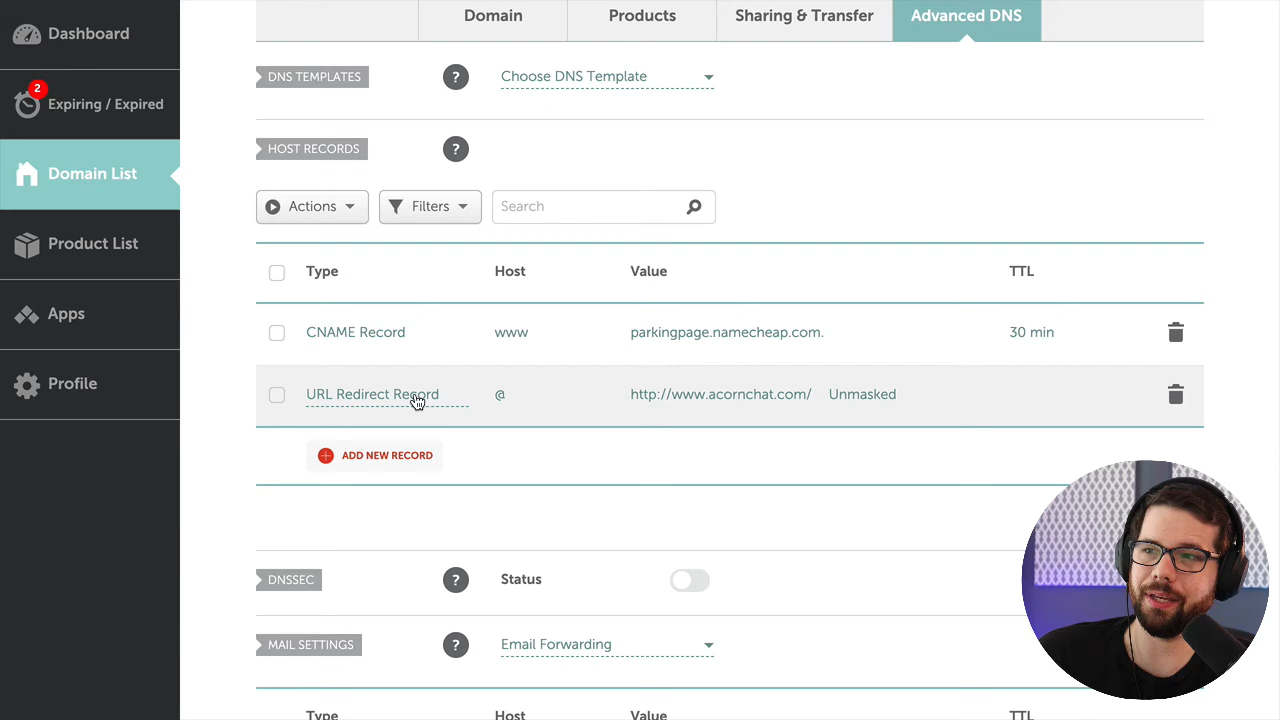 Dashboard
2
Expiring / Expired
Domain List
Product List
Apps
Profile
Domain
Products
Sharing & Transfer
Advanced DNS
DNS TEMPLATES
?
Choose DNS Template
HOST RECORDS
?
Actions
Filters
Search
Type
Host
Value
TTL
CNAME Record
www
parkingpage.namecheap.com.
30 min
URL Redirect Record
@
http://www.acornchat.com/
Unmasked
ADD NEW RECORD
DNSSEC
?
Status
MAIL SETTINGS
?
Email Forwarding
Type
Host
Value
TTL